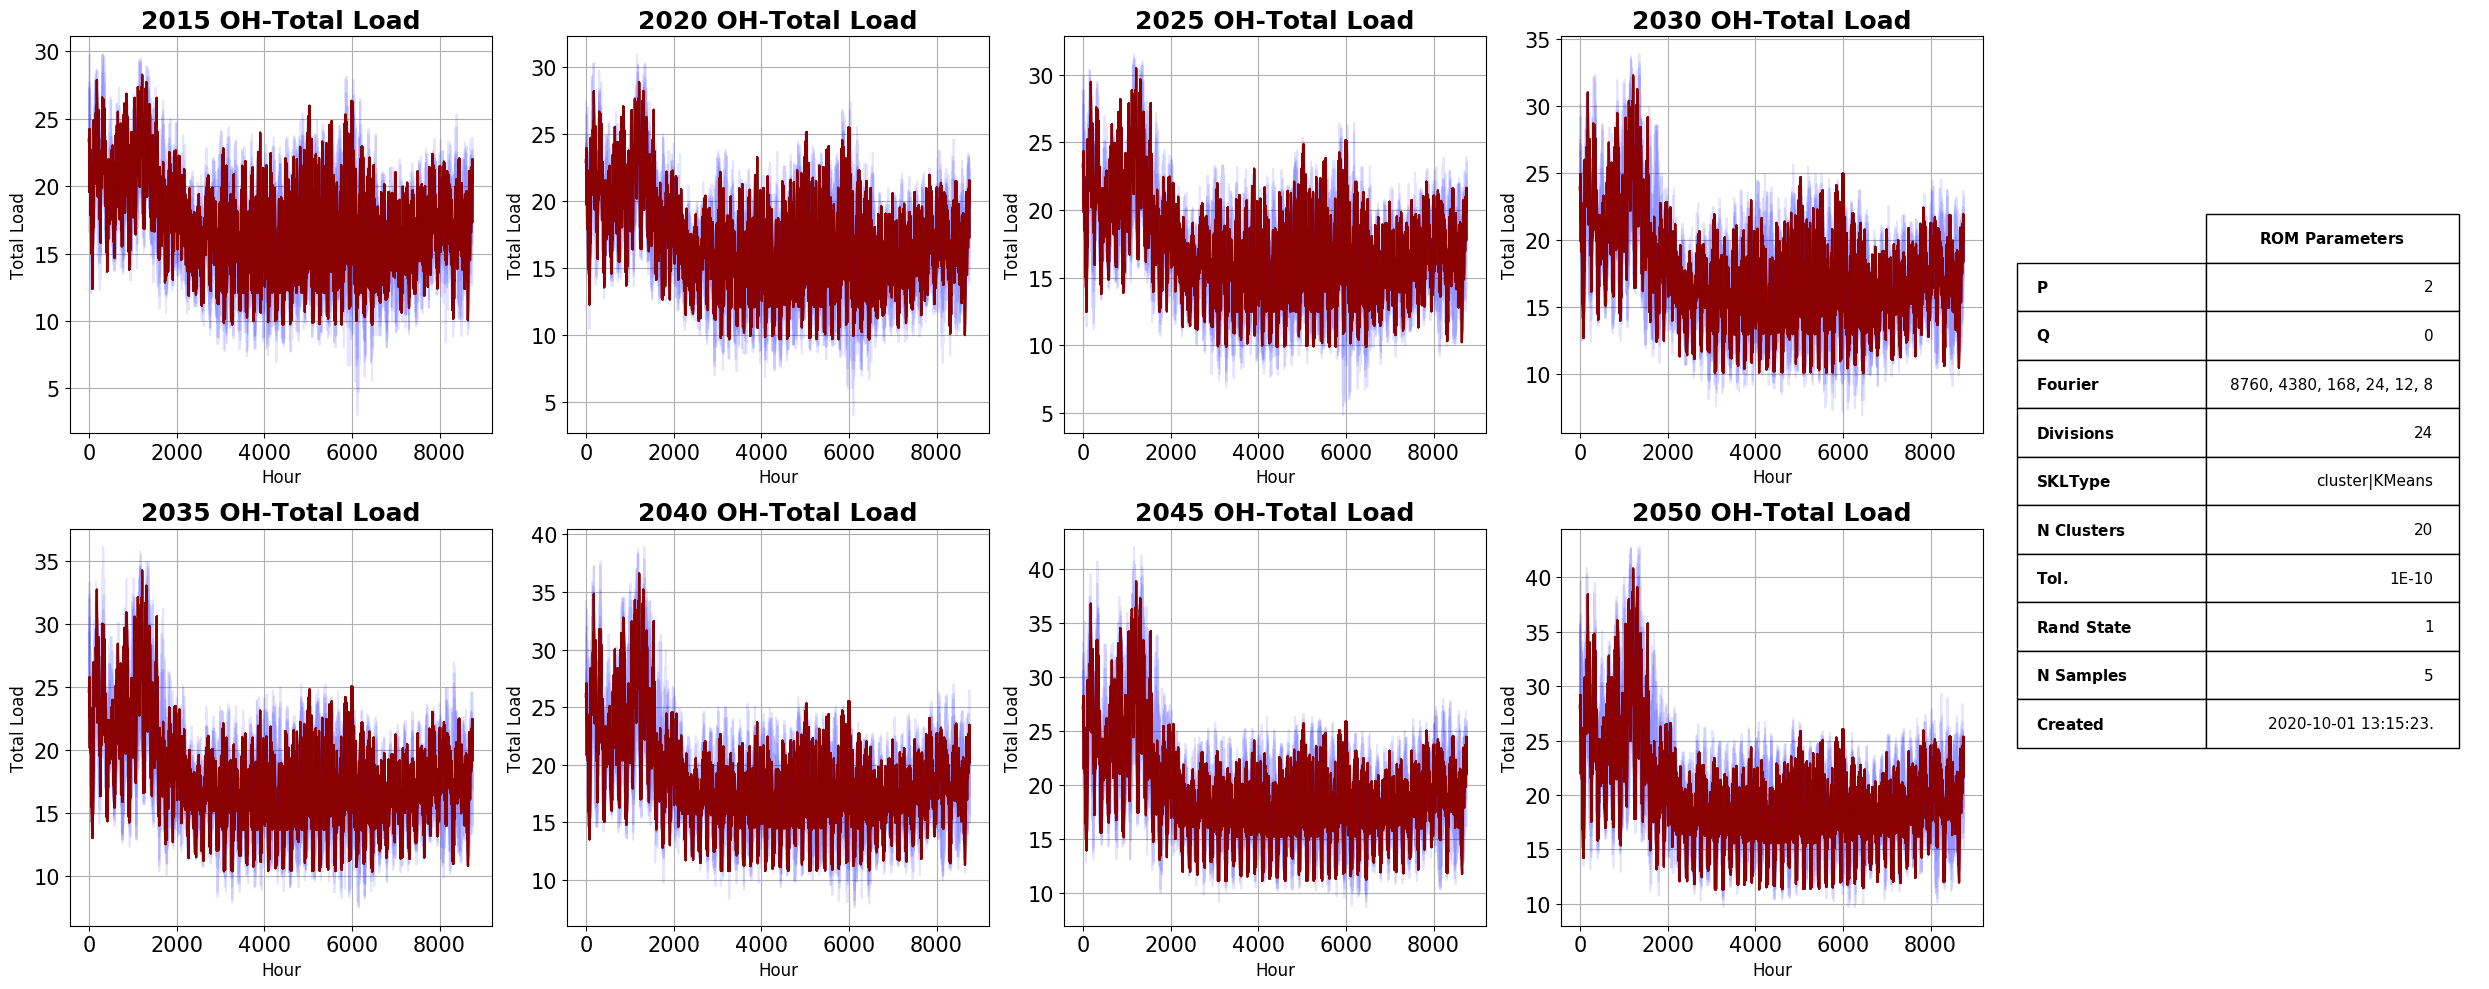 2015 OH-Total Load
30
25
20
15
10
5
Total Load
0 2000 4000 6000 8000
Hour
2020 OH-Total Load
30
25
20
15
10
5
Total Load
0 2000 4000 6000 8000
Hour
2025 OH-Total Load
30
25
20
15
10
5
Total Load
0 2000 4000 6000 8000
Hour
2030 OH-Total Load
35
30
25
20
15
10
Total Load
0 2000 4000 6000 8000
Hour
2035 OH-Total Load
35
30
25
20
15
10
Total Load
0 2000 4000 6000 8000
Hour
2040 OH-Total Load
40
35
30
25
20
15
10
Total Load
0 2000 4000 6000 8000
Hour
2045 OH-Total Load
40
35
30
25
20
15
10
Total Load
0 2000 4000 6000 8000
Hour
2050 OH-Total Load
40
35
30
25
20
15
10
Total Load
0 2000 4000 6000 8000
Hour
ROM Parameters
P 2
Q 0
Fourier 8760, 4380, 168, 24, 12, 8
Divisions 24
SKLType cluster|KMeans
N Clusters 20
Tol. 1E-10
Rand State 1
N Samples 5
Created 2020-10-01 13:15:23.